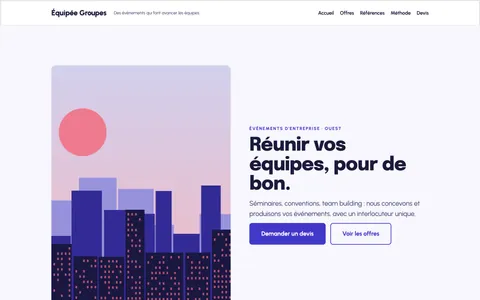 Équipée Groupes
Des événements qui font avancer les équipes
Accueil
Offres
Références
Méthode
Devis
ÉVÉNEMENTS D'ENTREPRISE · OUEST
Réunir vos
équipes, pour de
bon.
Séminaires, conventions, team building : nous concevons et
produisons vos événements, avec un interlocuteur unique.
Demander un devis
Voir les offres